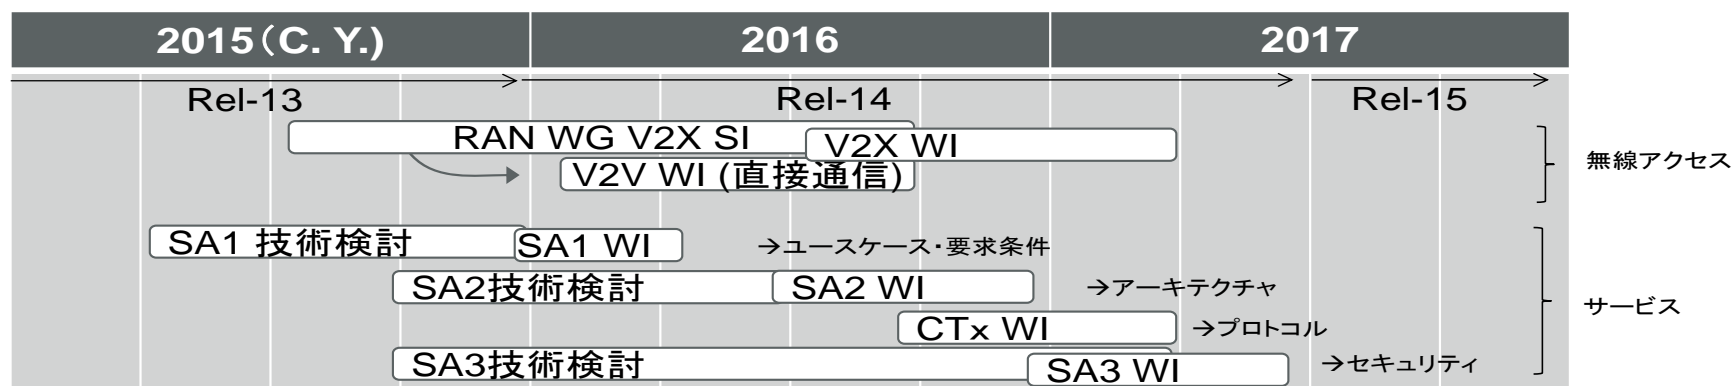 2015(C. Y.)
2016
2017
Rel-13
Rel-14
Rel-15
RAN WG V2X SI
V2X WI
V2V WI (直接通信)
無線アクセス
SA1 技術検討
SA1 WI
→ユースケース・要求条件
SA2技術検討
SA2 WI
→アーキテクチャ
サービス
CTx WI
→プロトコル
SA3技術検討
SA3 WI
→セキュリティ